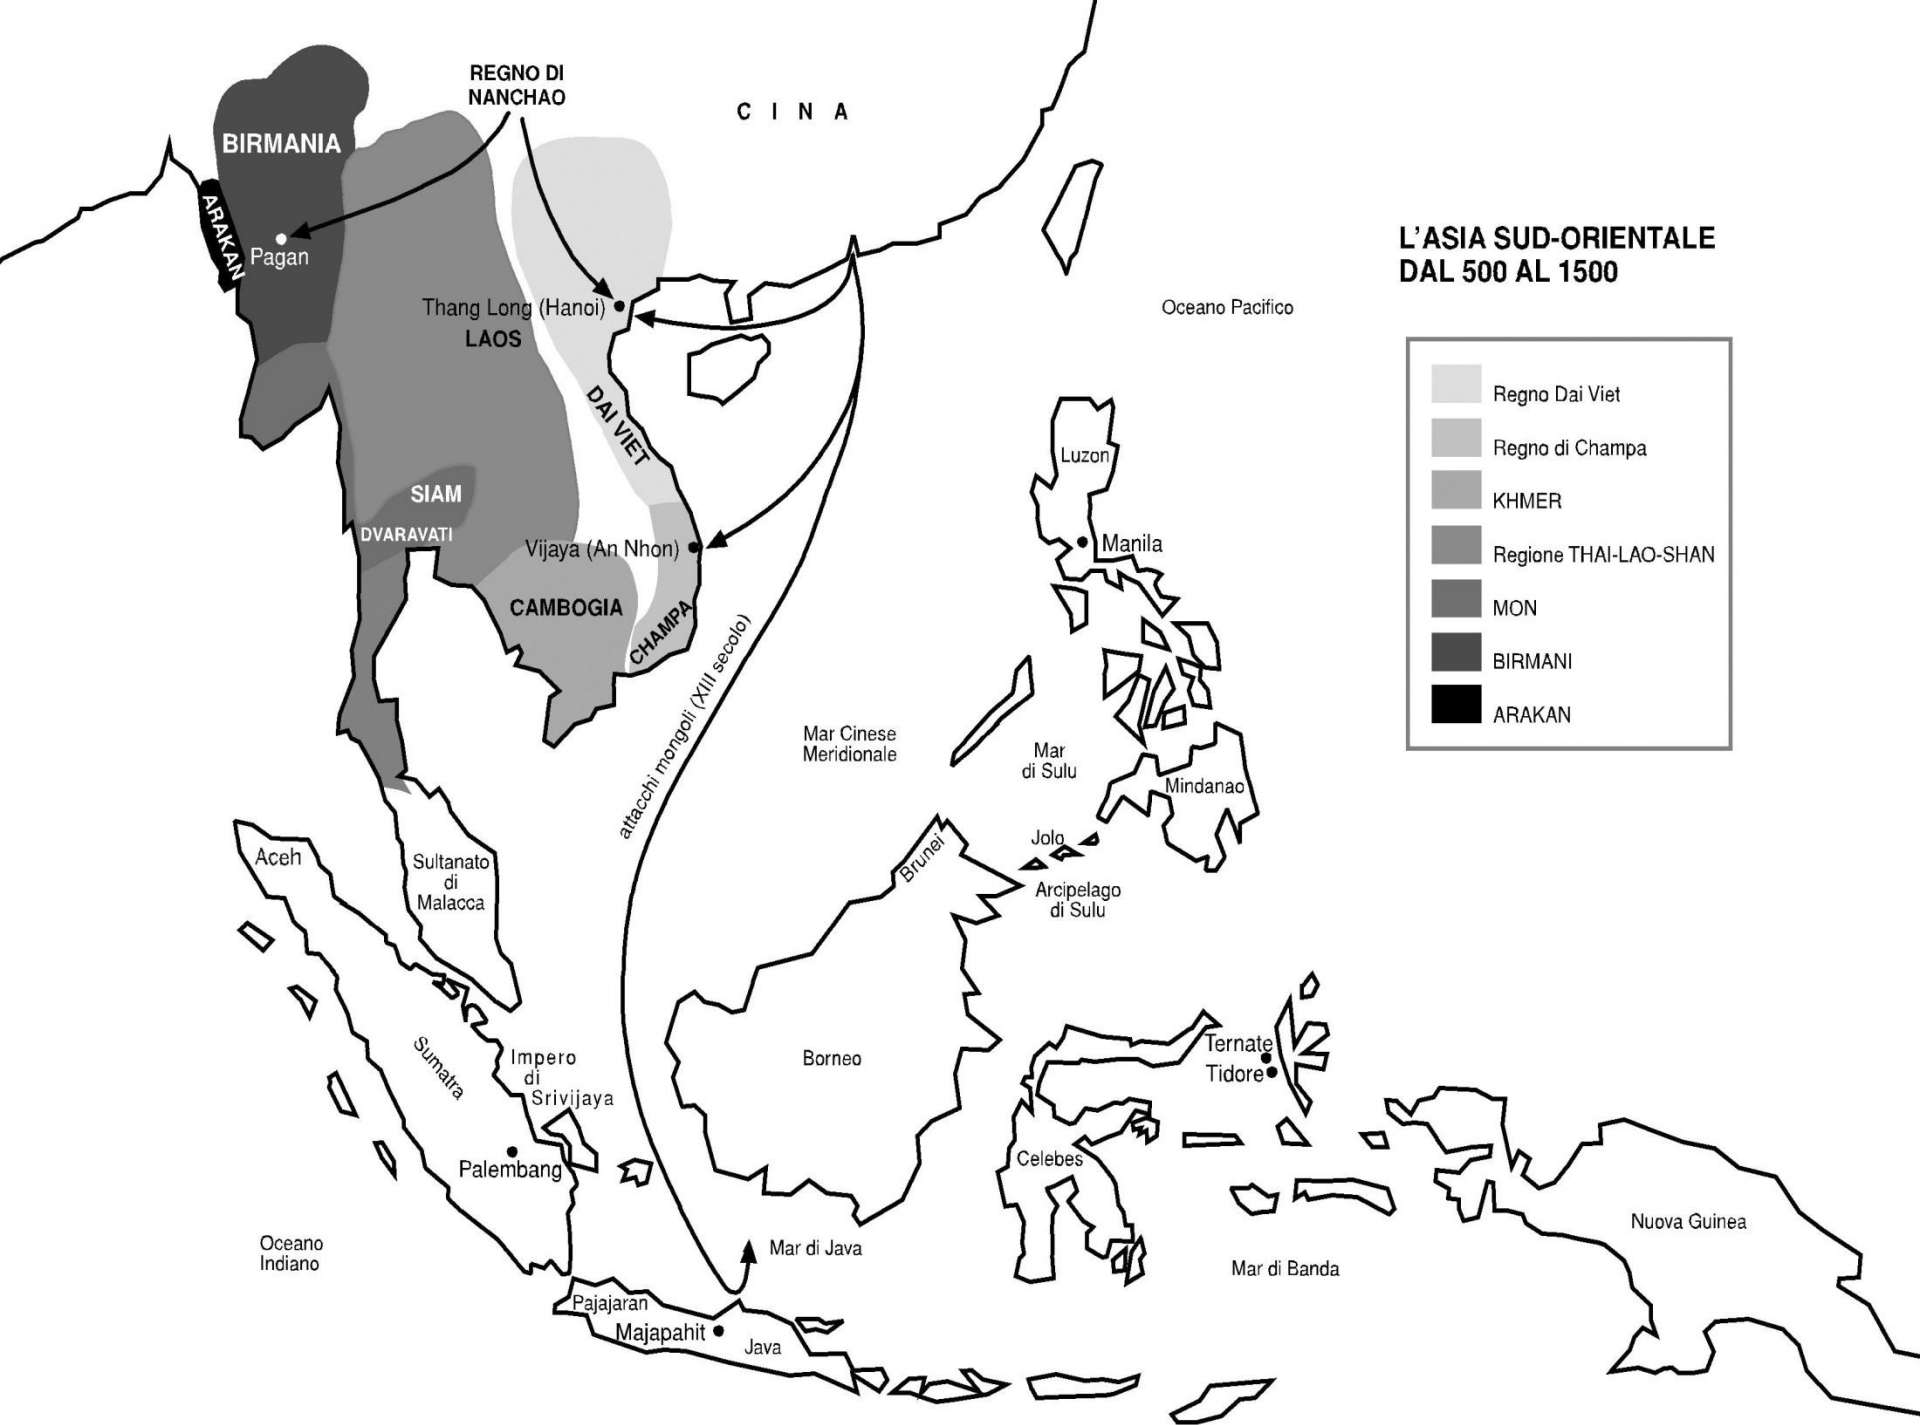 REGNO DI
NANCHAO
C I N A
BIRMANIA
ARAKAN
Pagan
L'ASIA SUD-ORIENTALE
DAL 500 AL 1500
Thang Long (Hanoi)
LAOS
Oceano Pacifico
Regno Dai Viet
Regno di Champa
KHMER
Regione THAI-LAO-SHAN
MON
BIRMANI
ARAKAN
DAI VIET
Luzon
SIAM
DVARAVATI
Vijaya (An Nhon)
Manila
CAMBOGIA
CHAMPA
attacchi mongoli (XIII secolo)
Mar Cinese
Meridionale
Mar
di Sulu
Mindanao
Jolo
Brunei
Aceh
Sultanato
di
Malacca
Arcipelago
di Sulu
Sumatra
Impero
di
Srivijaya
Borneo
Ternate
Tidore
Palembang
Celebes
Nuova Guinea
Oceano
Indiano
Mar di Java
Mar di Banda
Pajajaran
Majapahit
Java